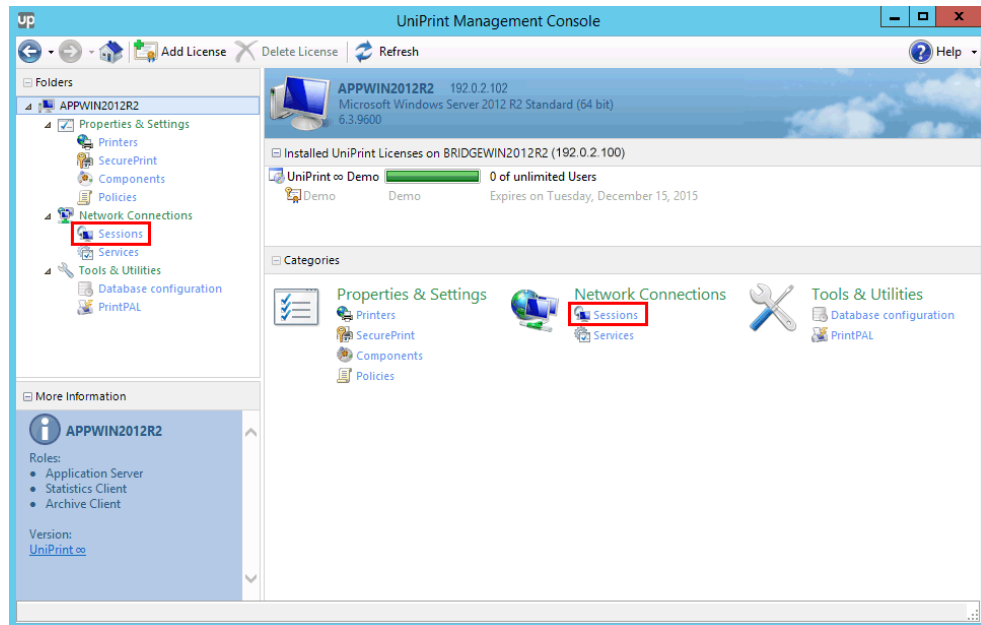 up
UniPrint Management Console
Add License
Delete License
Refresh
Help
Folders
APPWIN2012R2
Properties & Settings
Printers
SecurePrint
Components
Policies
Network Connections
Sessions
Services
Tools & Utilities
Database configuration
PrintPAL
More Information
APPWIN2012R2
Roles:
• Application Server
• Statistics Client
• Archive Client
Version:
UniPrint ∞
APPWIN2012R2 192.0.2.102
Microsoft Windows Server 2012 R2 Standard (64 bit)
6.3.9600
Installed UniPrint Licenses on BRIDGEWIN2012R2 (192.0.2.100)
UniPrint ∞ Demo 0 of unlimited Users
Demo Demo Expires on Tuesday, December 15, 2015
Categories
Properties & Settings
Printers
SecurePrint
Components
Policies
Network Connections
Sessions
Services
Tools & Utilities
Database configuration
PrintPAL